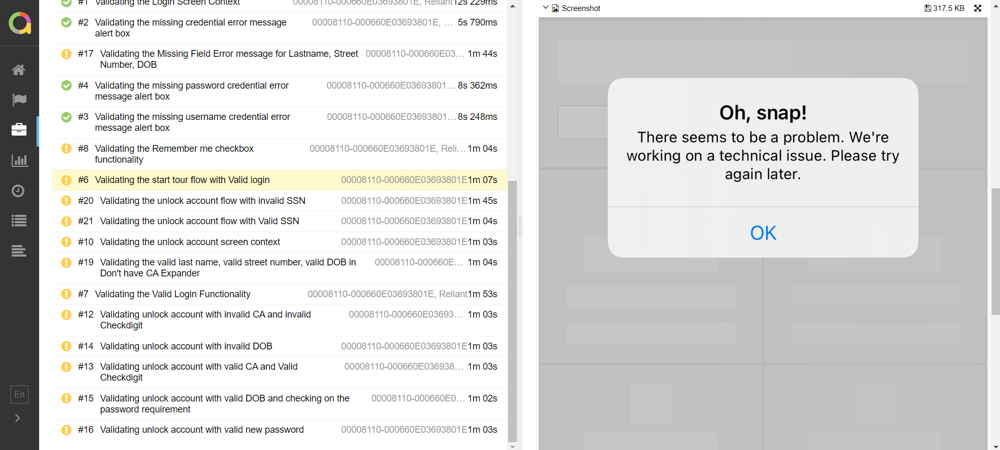 #1 Validating the Login Screen Context 00008110-000660E03693801E, Reliant12s 229ms
#2 Validating the missing credential error message 00008110-000660E03693801E, … 5s 790ms
alert box
#17 Validating the Missing Field Error message for Lastname, Street 00008110-000660E03… 1m 44s
Number, DOB
#4 Validating the missing password credential error 00008110-000660E03693801… 8s 362ms
message alert box
#3 Validating the missing username credential error 00008110-000660E03693801… 8s 248ms
message alert box
#8 Validating the Remember me checkbox 00008110-000660E03693801E, Reli… 1m 04s
functionality
#6 Validating the start tour flow with Valid login 00008110-000660E03693801E1m 07s
#20 Validating the unlock account flow with invalid SSN 00008110-000660E03693801E1m 45s
#21 Validating the unlock account flow with Valid SSN 00008110-000660E03693801E1m 04s
#10 Validating the unlock account screen context 00008110-000660E03693801E1m 03s
#19 Validating the valid last name, valid street number, valid DOB in 00008110-000660E… 1m 04s
Don't have CA Expander
#7 Validating the Valid Login Functionality 00008110-000660E03693801E, Reliant1m 53s
#12 Validating unlock account with invalid CA and invalid 00008110-000660E03693… 1m 03s
Checkdigit
#14 Validating unlock account with invalid DOB 00008110-000660E03693801E1m 03s
#13 Validating unlock account with valid CA and Valid 00008110-000660E036938… 1m 03s
Checkdigit
#15 Validating unlock account with valid DOB and checking on the 00008110-000660E0… 1m 02s
password requirement
#16 Validating unlock account with valid new password 00008110-000660E03693801E1m 03s
En
Screenshot 317.5 KB
Oh, snap!
There seems to be a problem. We're
working on a technical issue. Please try
again later.
OK